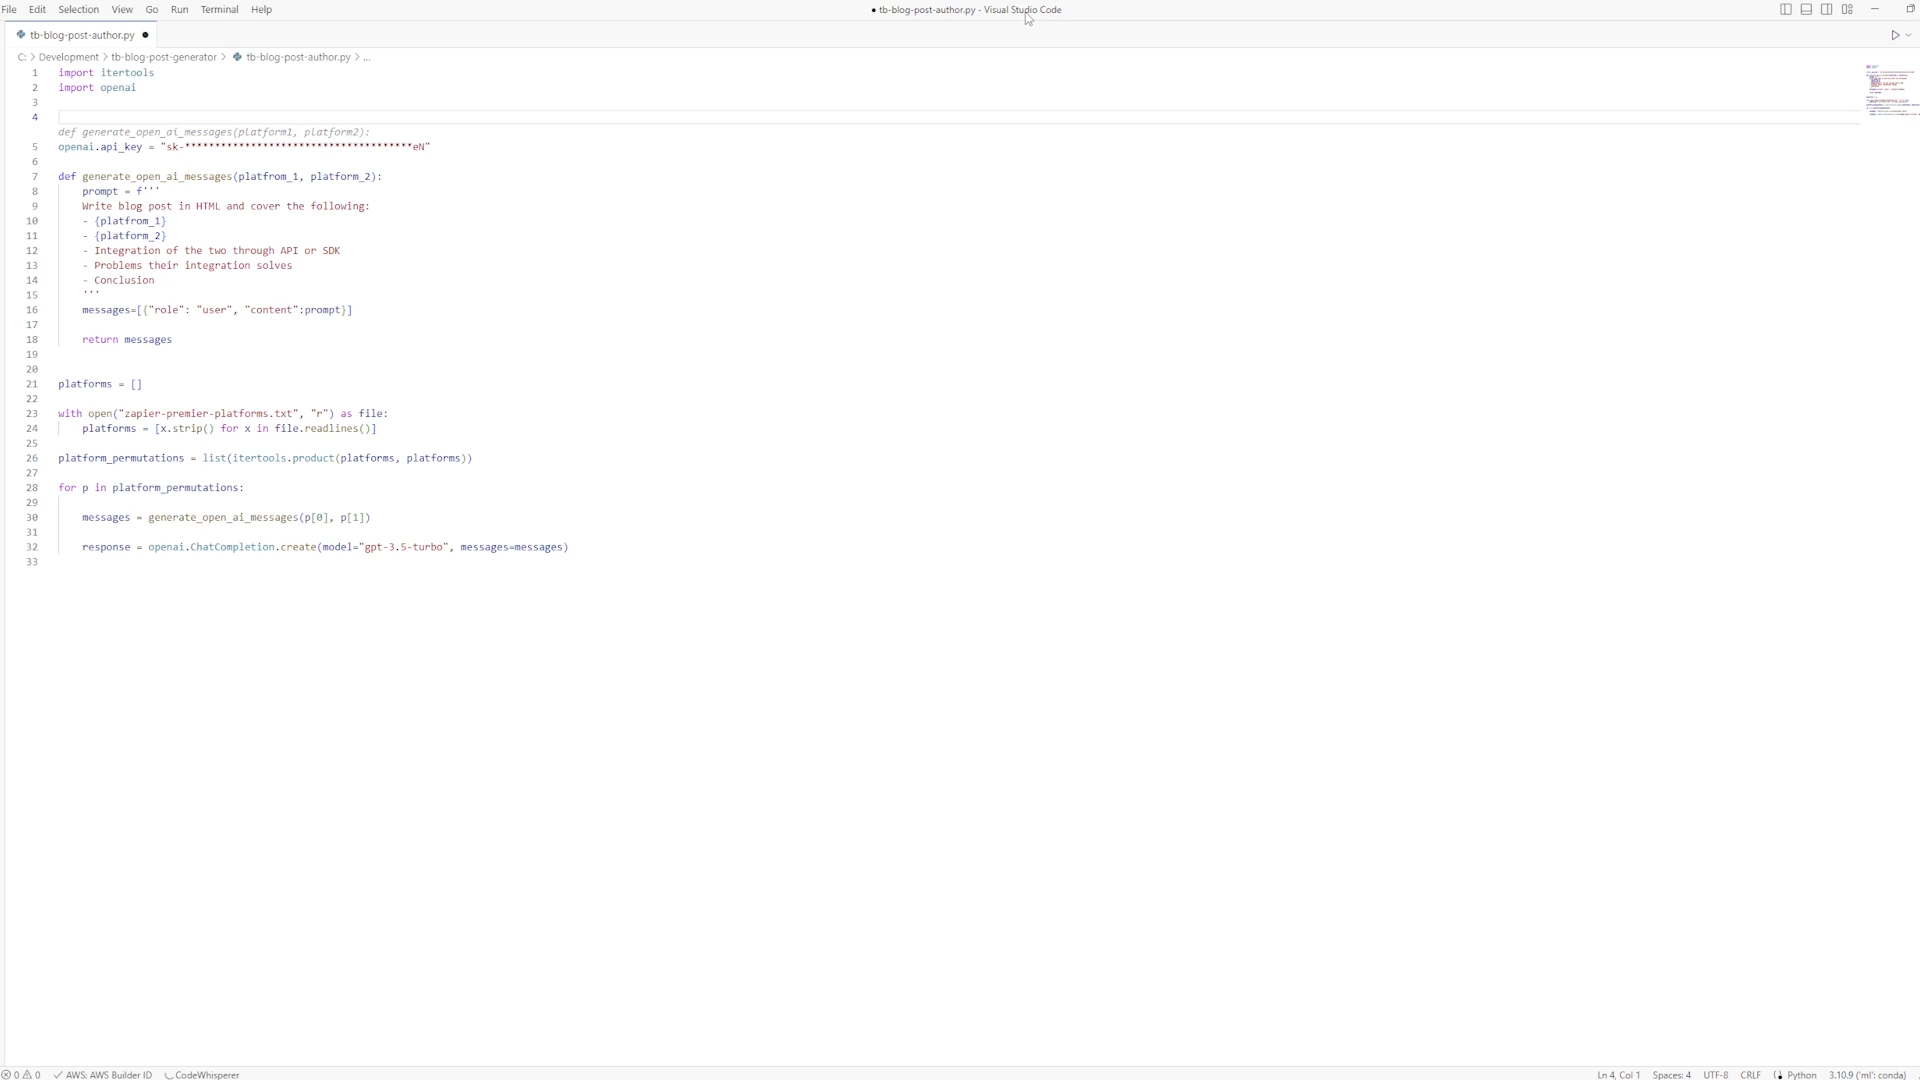 File Edit Selection View Go Run Terminal Help
● tb-blog-post-author.py - Visual Studio Code
tb-blog-post-author.py ●
C: > Development > tb-blog-post-generator > tb-blog-post-author.py > ...
1 import itertools
2 import openai
3
4
def generate_open_ai_messages(platform1, platform2):
5 openai.api_key = "sk-**************************************eN"
6
7 def generate_open_ai_messages(platfrom_1, platform_2):
8 prompt = f'''
9 Write blog post in HTML and cover the following:
10 - {platfrom_1}
11 - {platform_2}
12 - Integration of the two through API or SDK
13 - Problems their integration solves
14 - Conclusion
15 '''
16 messages=[{"role": "user", "content":prompt}]
17
18 return messages
19
20
21 platforms = []
22
23 with open("zapier-premier-platforms.txt", "r") as file:
24 platforms = [x.strip() for x in file.readlines()]
25
26 platform_permutations = list(itertools.product(platforms, platforms))
27
28 for p in platform_permutations:
29
30 messages = generate_open_ai_messages(p[0], p[1])
31
32 response = openai.ChatCompletion.create(model="gpt-3.5-turbo", messages=messages)
33
0 0 AWS: AWS Builder ID CodeWhisperer Ln 4, Col 1 Spaces: 4 UTF-8 CRLF Python 3.10.9 ('ml': conda)